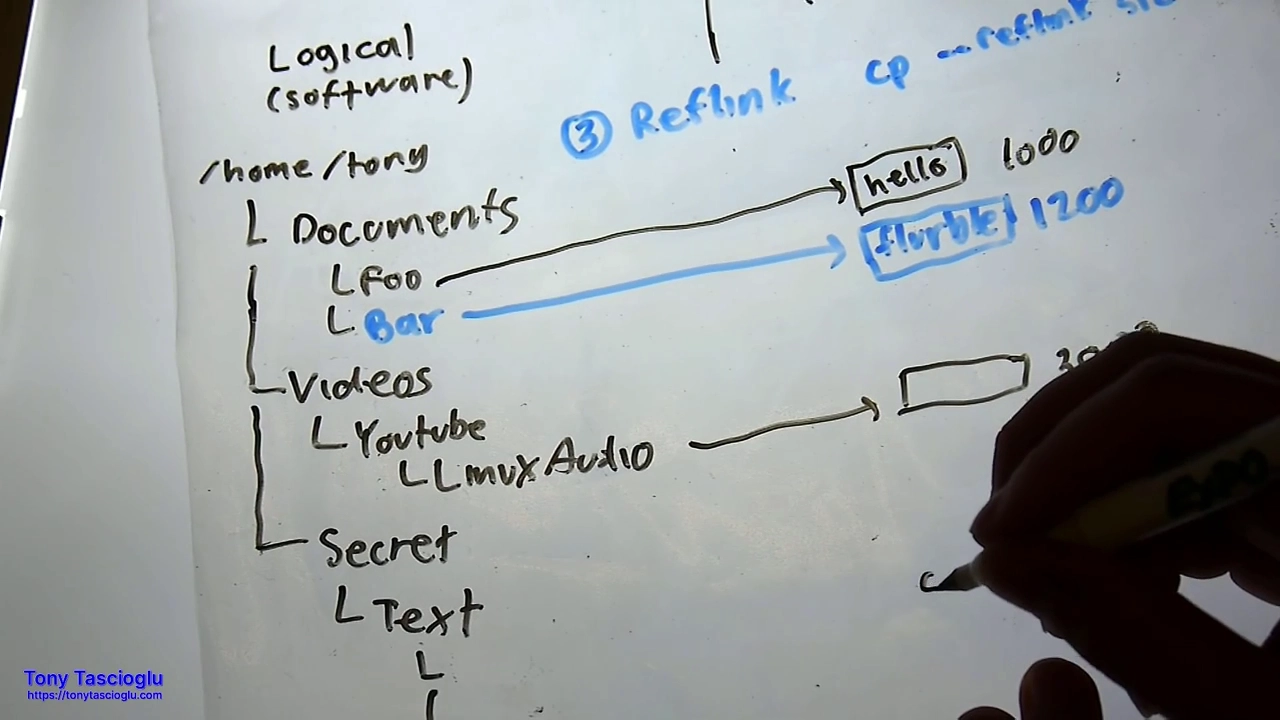 Logical
(software)
③ Reflink cp --reflink
/home/tony
hello 1000
Documents
flurble 1200
Foo
Bar
Videos
Youtube
LinuxAudio
Secret
Text
Tony Tascioglu
https://tonytascioglu.com